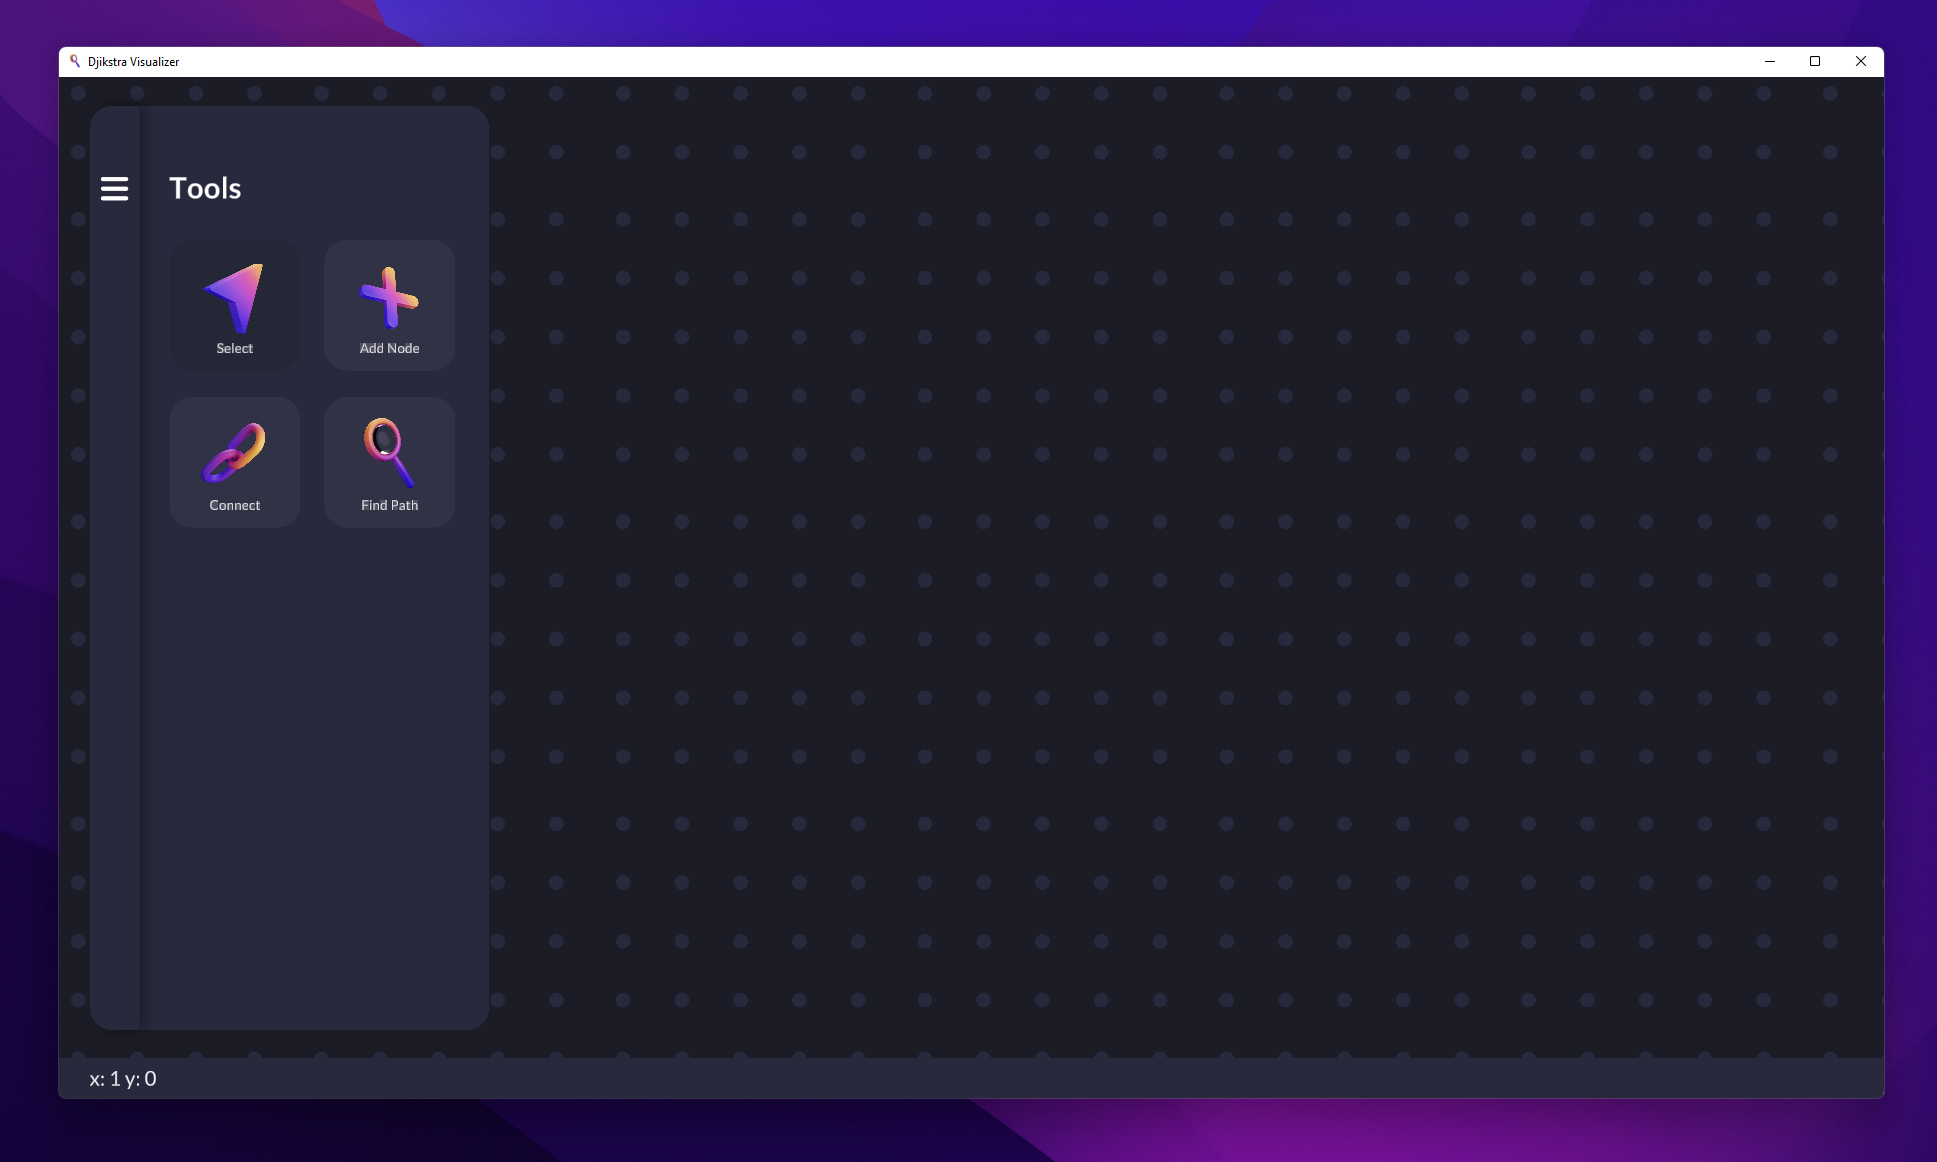 Djikstra Visualizer
Tools
Select
Add Node
Connect
Find Path
x: 1 y: 0